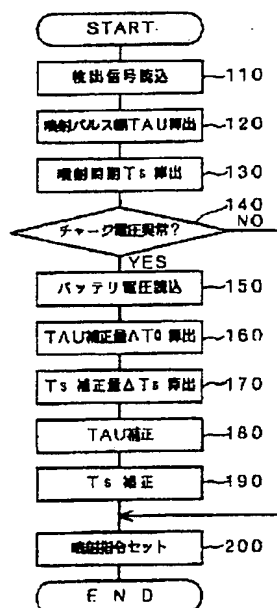 START
検出信号読込 110
噴射パルス幅TAU算出 120
噴射時期Ts算出 130
140
チャージ電圧異常? NO
YES
バッテリ電圧読込 150
TAU補正量ΔTQ算出 160
Ts補正量ΔTs算出 170
TAU補正 180
Ts補正 190
噴射指令セット 200
END